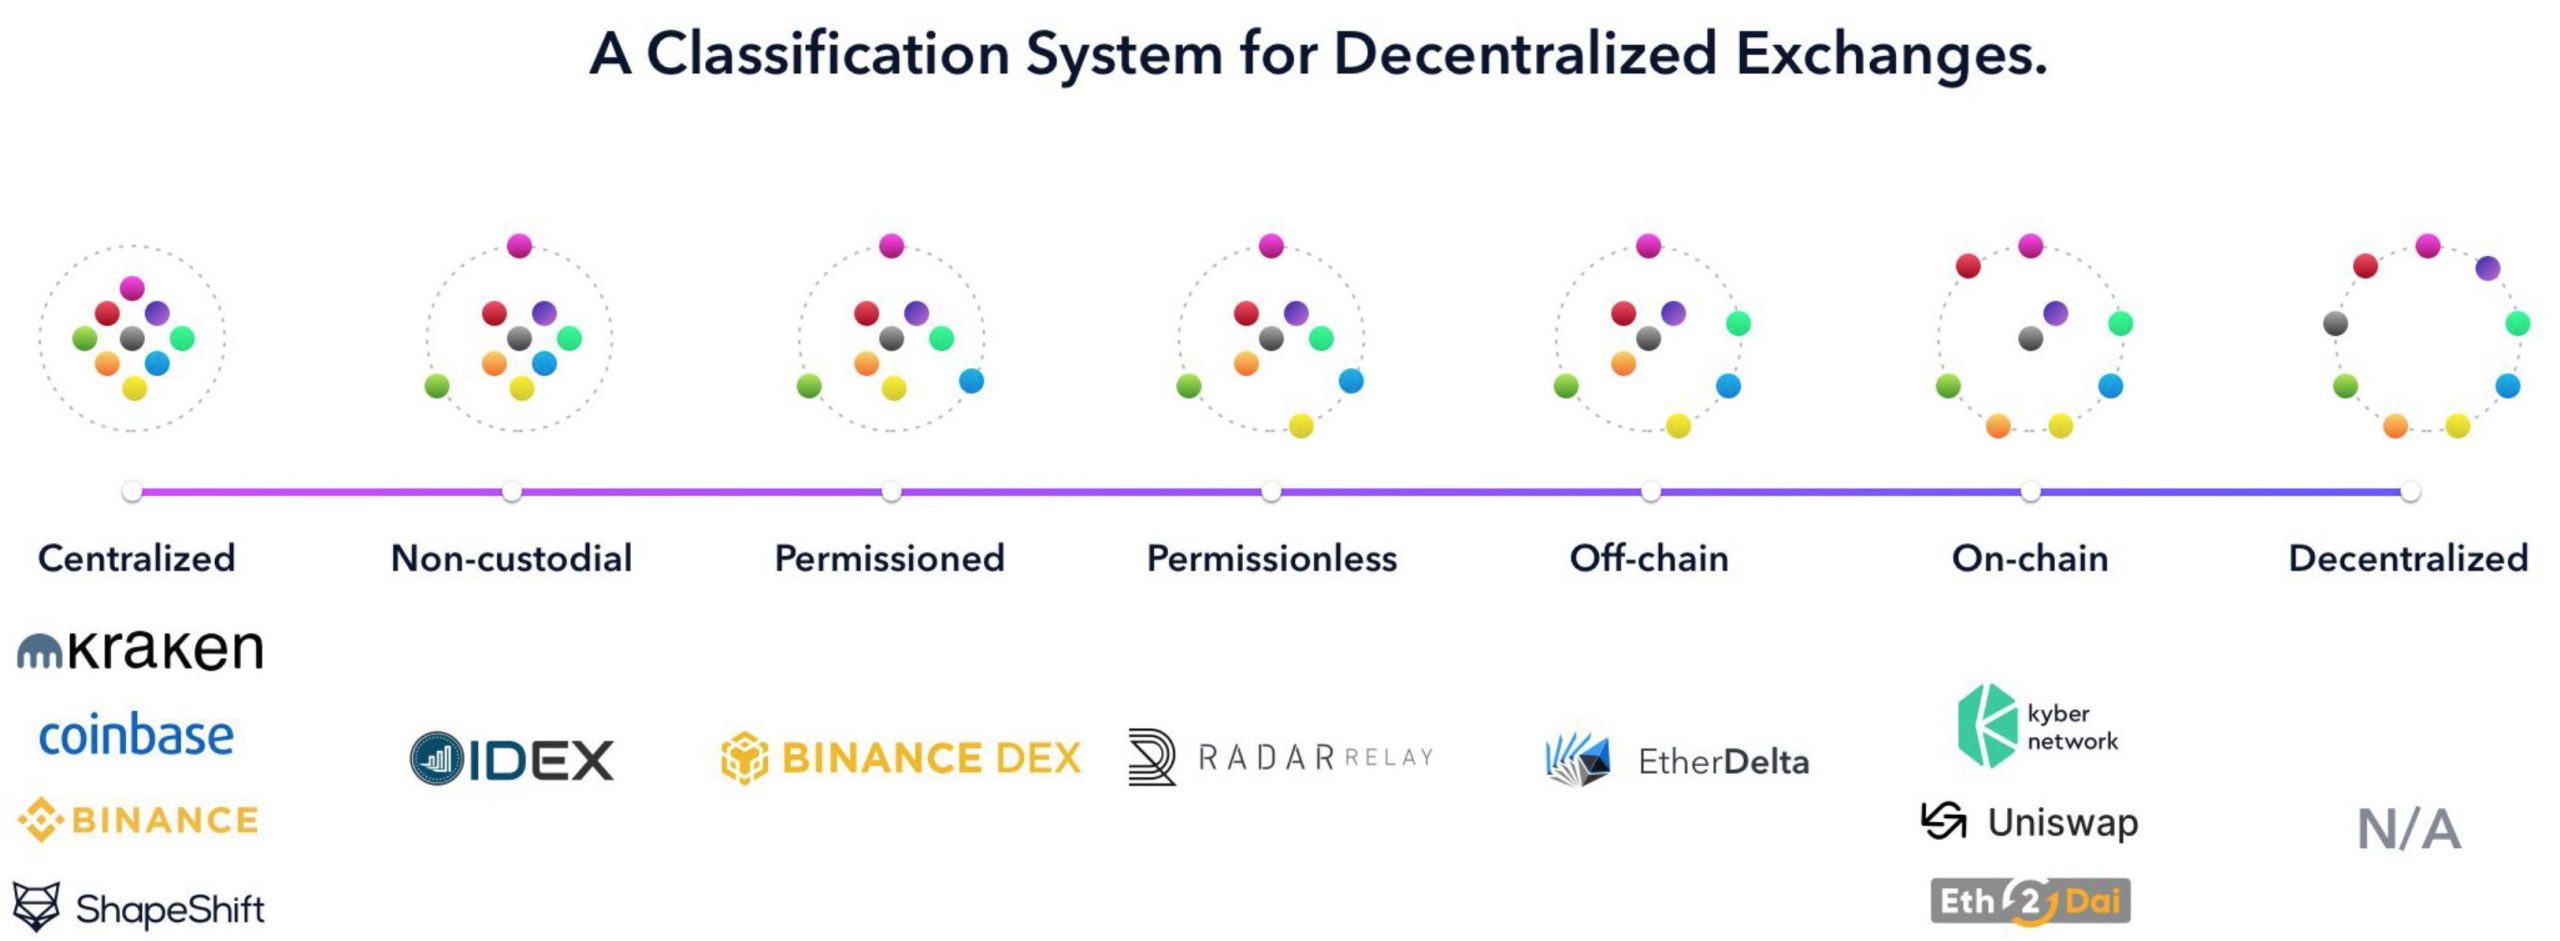 A Classification System for Decentralized Exchanges.
Centralized
Non-custodial
Permissioned
Permissionless
Off-chain
On-chain
Decentralized
kraken
coinbase
BINANCE
ShapeShift
IDEX
BINANCE DEX
RADAR RELAY
EtherDelta
kyber
network
Uniswap
Eth2Dai
N/A